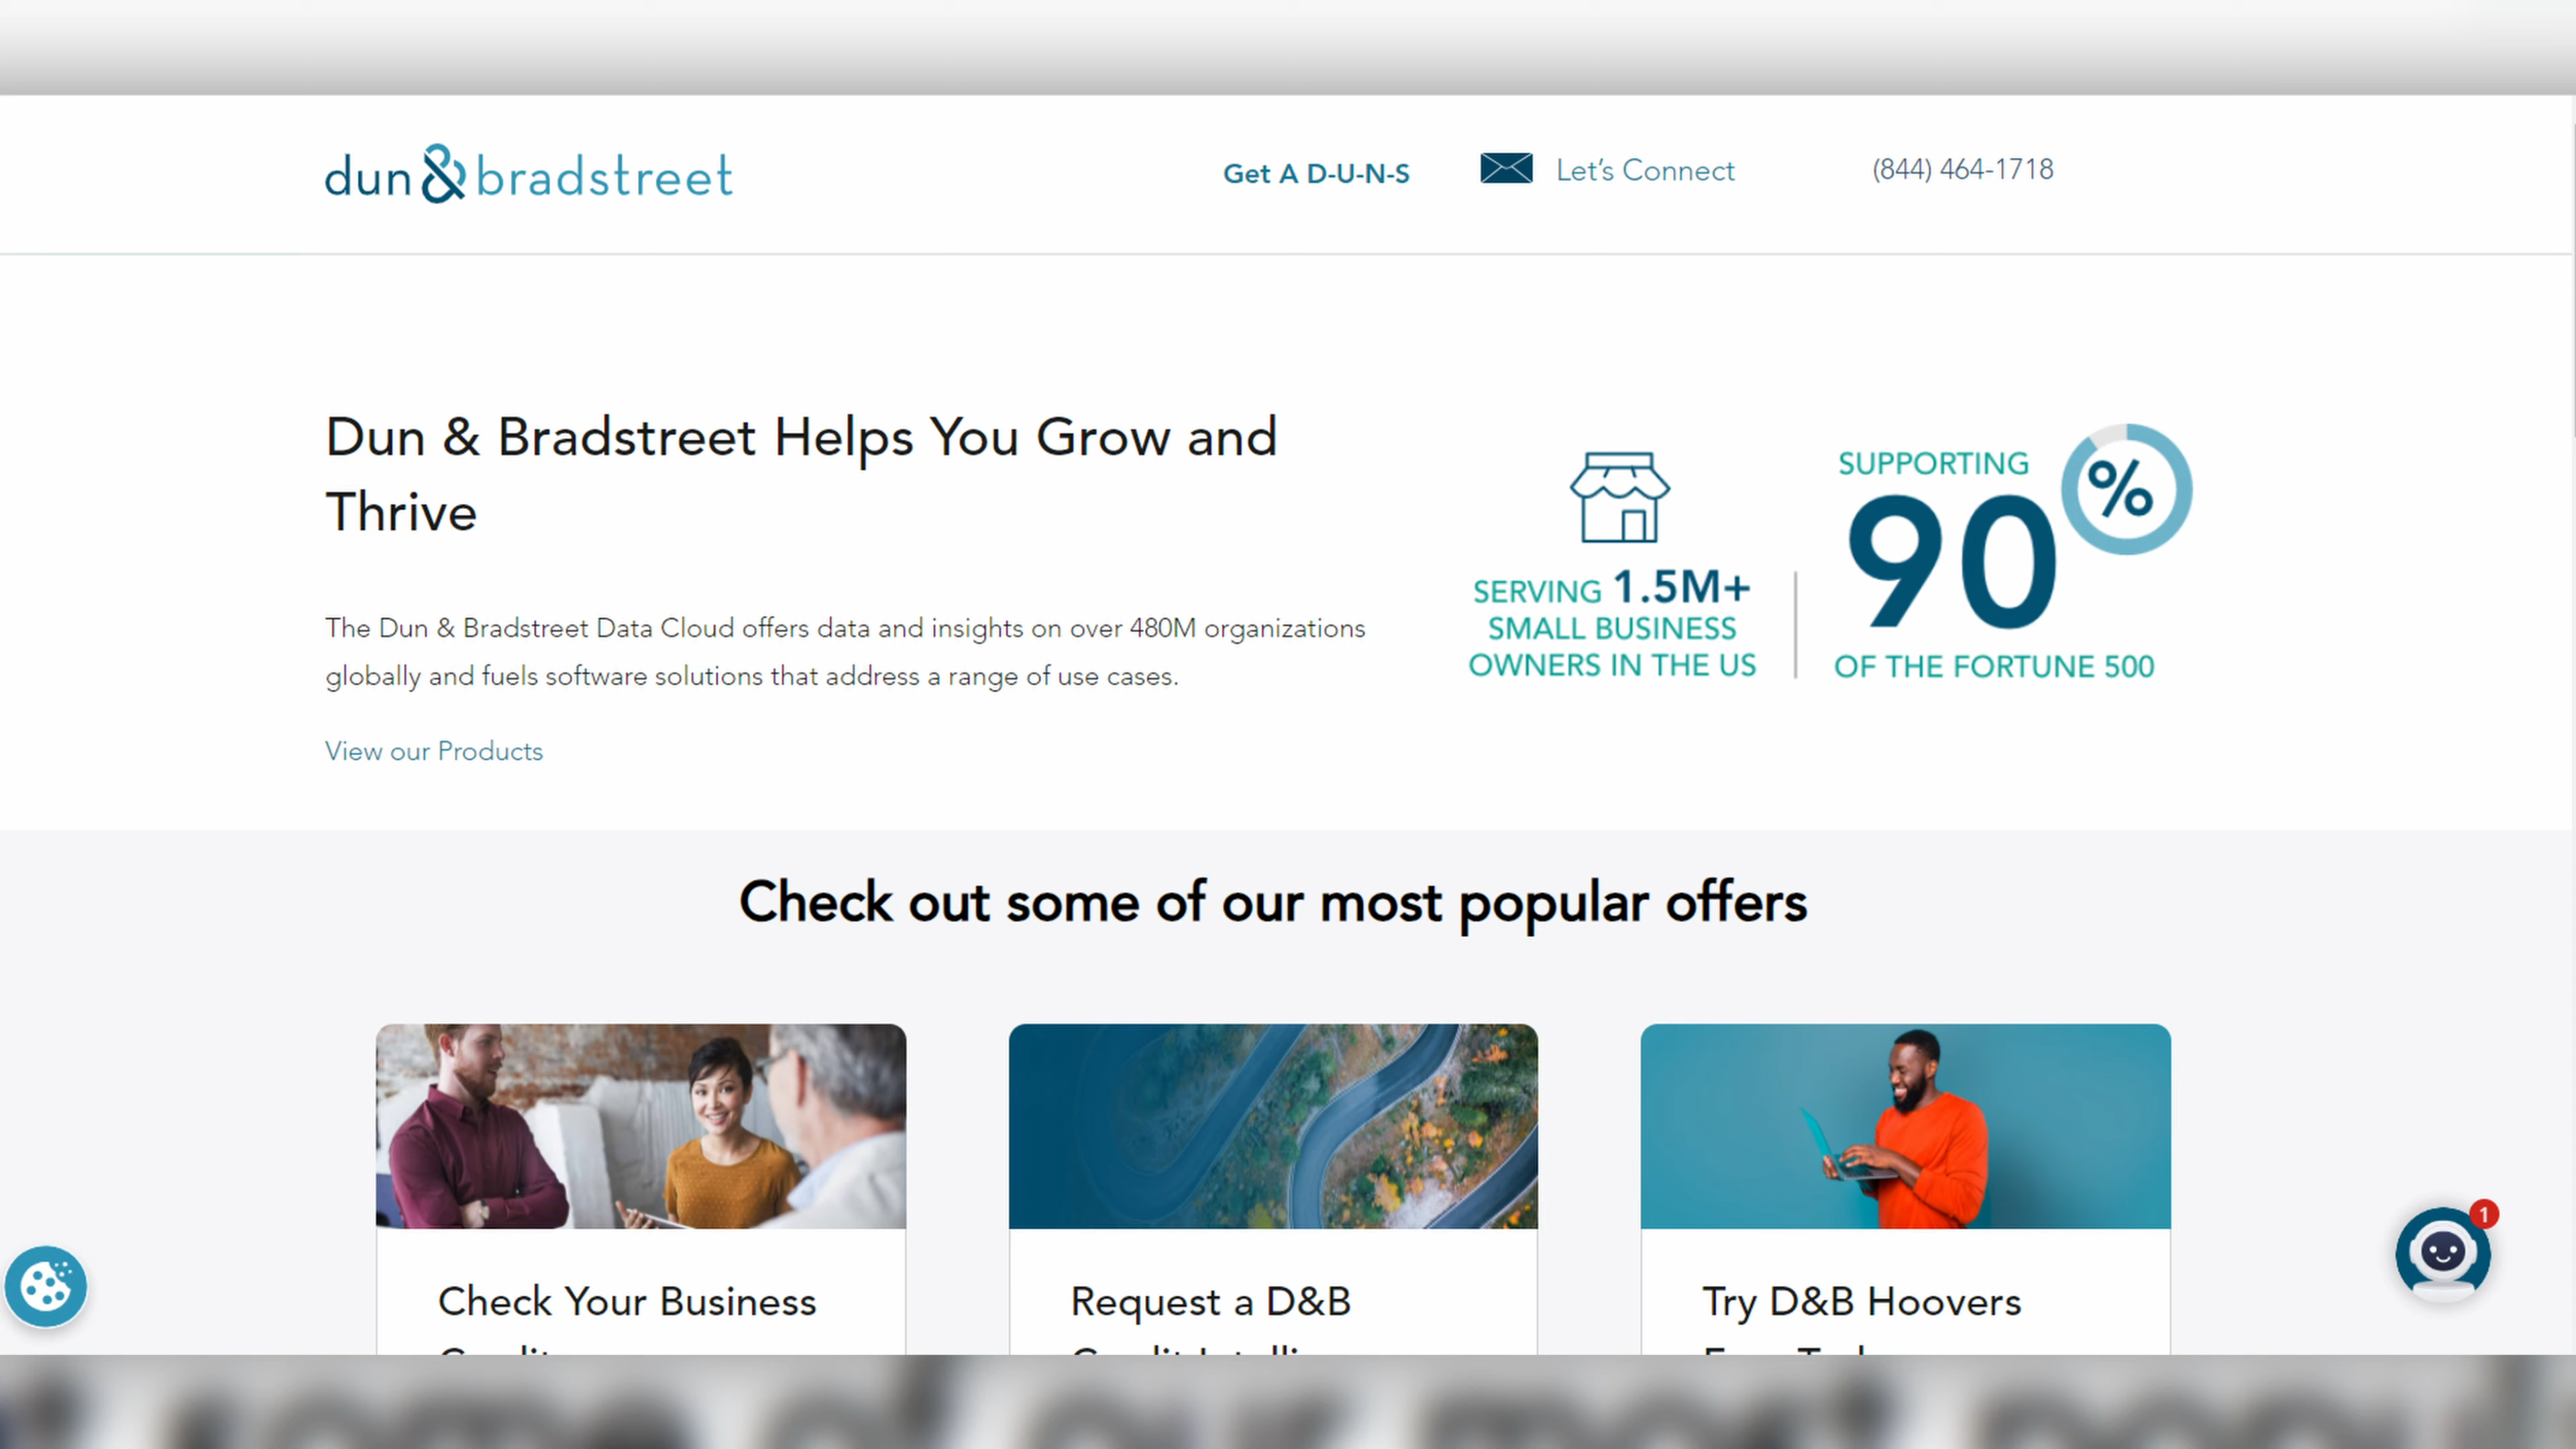 dun & bradstreet
Get A D-U-N-S
Let's Connect
(844) 464-1718
Dun & Bradstreet Helps You Grow and
Thrive
The Dun & Bradstreet Data Cloud offers data and insights on over 480M organizations
globally and fuels software solutions that address a range of use cases.
View our Products
SERVING 1.5M+
SMALL BUSINESS
OWNERS IN THE US
SUPPORTING
90 %
OF THE FORTUNE 500
Check out some of our most popular offers
Check Your Business
Request a D&B
Try D&B Hoovers
1